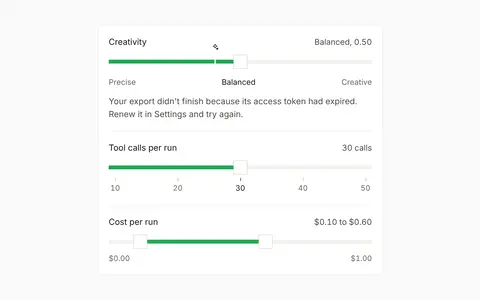 Creativity
Balanced, 0.50
Precise
Balanced
Creative
Your export didn't finish because its access token had expired.
Renew it in Settings and try again.
Tool calls per run
30 calls
10
20
30
40
50
Cost per run
$0.10 to $0.60
$0.00
$1.00